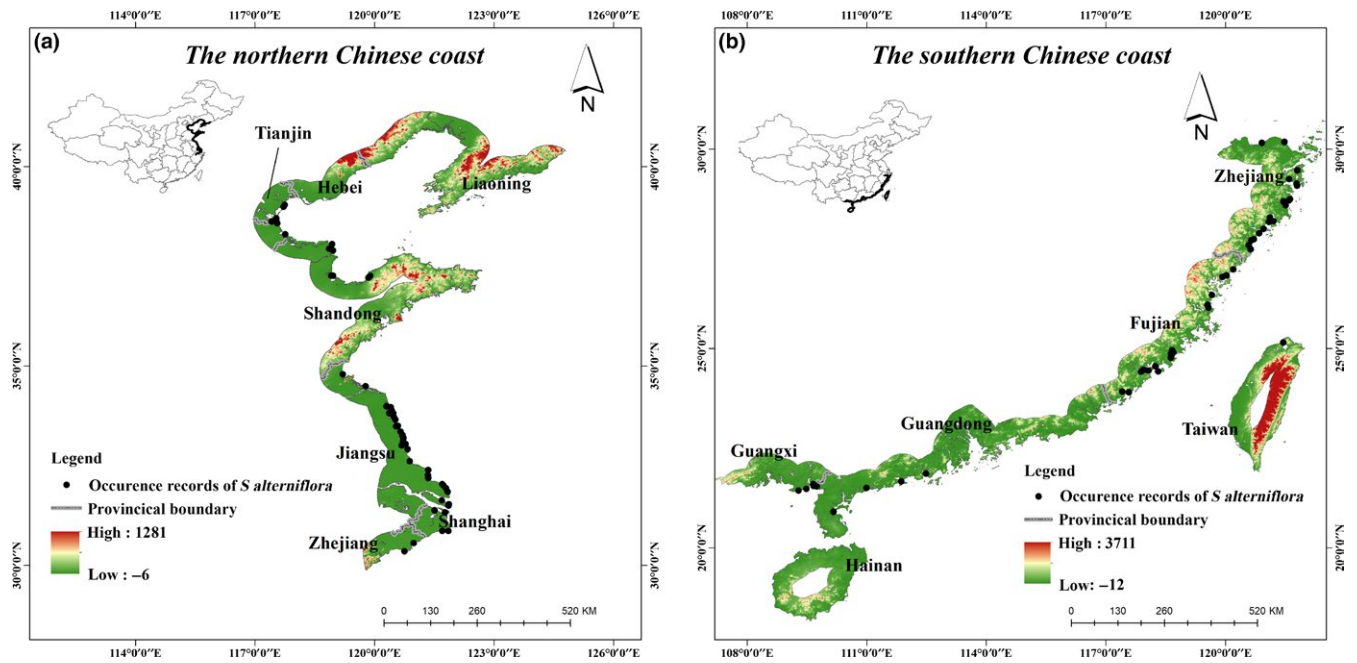 114°0′0″E 117°0′0″E 120°0′0″E 123°0′0″E 126°0′0″E
(a)
The northern Chinese coast
N
Tianjin
Hebei
Liaoning
Shandong
Jiangsu
Shanghai
Zhejiang
Legend
Occurence records of S alterniflora
Provincical boundary
High : 1281
Low : –6
0 130 260 520 KM
40°0′0″N
35°0′0″N
30°0′0″N
40°0′0″N
35°0′0″N
30°0′0″N
114°0′0″E 117°0′0″E 120°0′0″E 123°0′0″E 126°0′0″E
108°0′0″E 111°0′0″E 114°0′0″E 117°0′0″E 120°0′0″E
(b)
The southern Chinese coast
N
Zhejiang
Fujian
Taiwan
Guangdong
Guangxi
Hainan
Legend
Occurence records of S alterniflora
Provincical boundary
High : 3711
Low: –12
0 130 260 520 KM
30°0′0″N
25°0′0″N
20°0′0″N
30°0′0″N
25°0′0″N
20°0′0″N
108°0′0″E 111°0′0″E 114°0′0″E 117°0′0″E 120°0′0″E